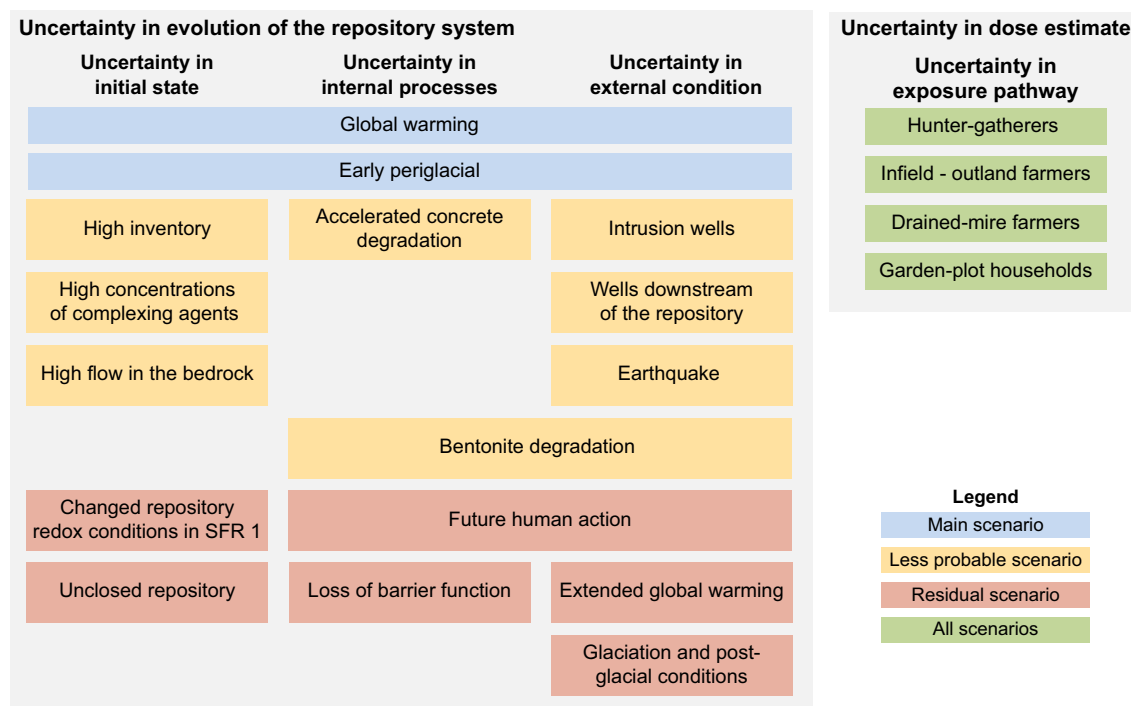 Uncertainty in evolution of the repository system
Uncertainty in
initial state
Uncertainty in
internal processes
Uncertainty in
external condition
Global warming
Early periglacial
High inventory
Accelerated concrete
degradation
Intrusion wells
High concentrations
of complexing agents
Wells downstream
of the repository
High flow in the bedrock
Earthquake
Bentonite degradation
Changed repository
redox conditions in SFR 1
Future human action
Unclosed repository
Loss of barrier function
Extended global warming
Glaciation and post-
glacial conditions
Uncertainty in dose estimate
Uncertainty in
exposure pathway
Hunter-gatherers
Infield - outland farmers
Drained-mire farmers
Garden-plot households
Legend
Main scenario
Less probable scenario
Residual scenario
All scenarios